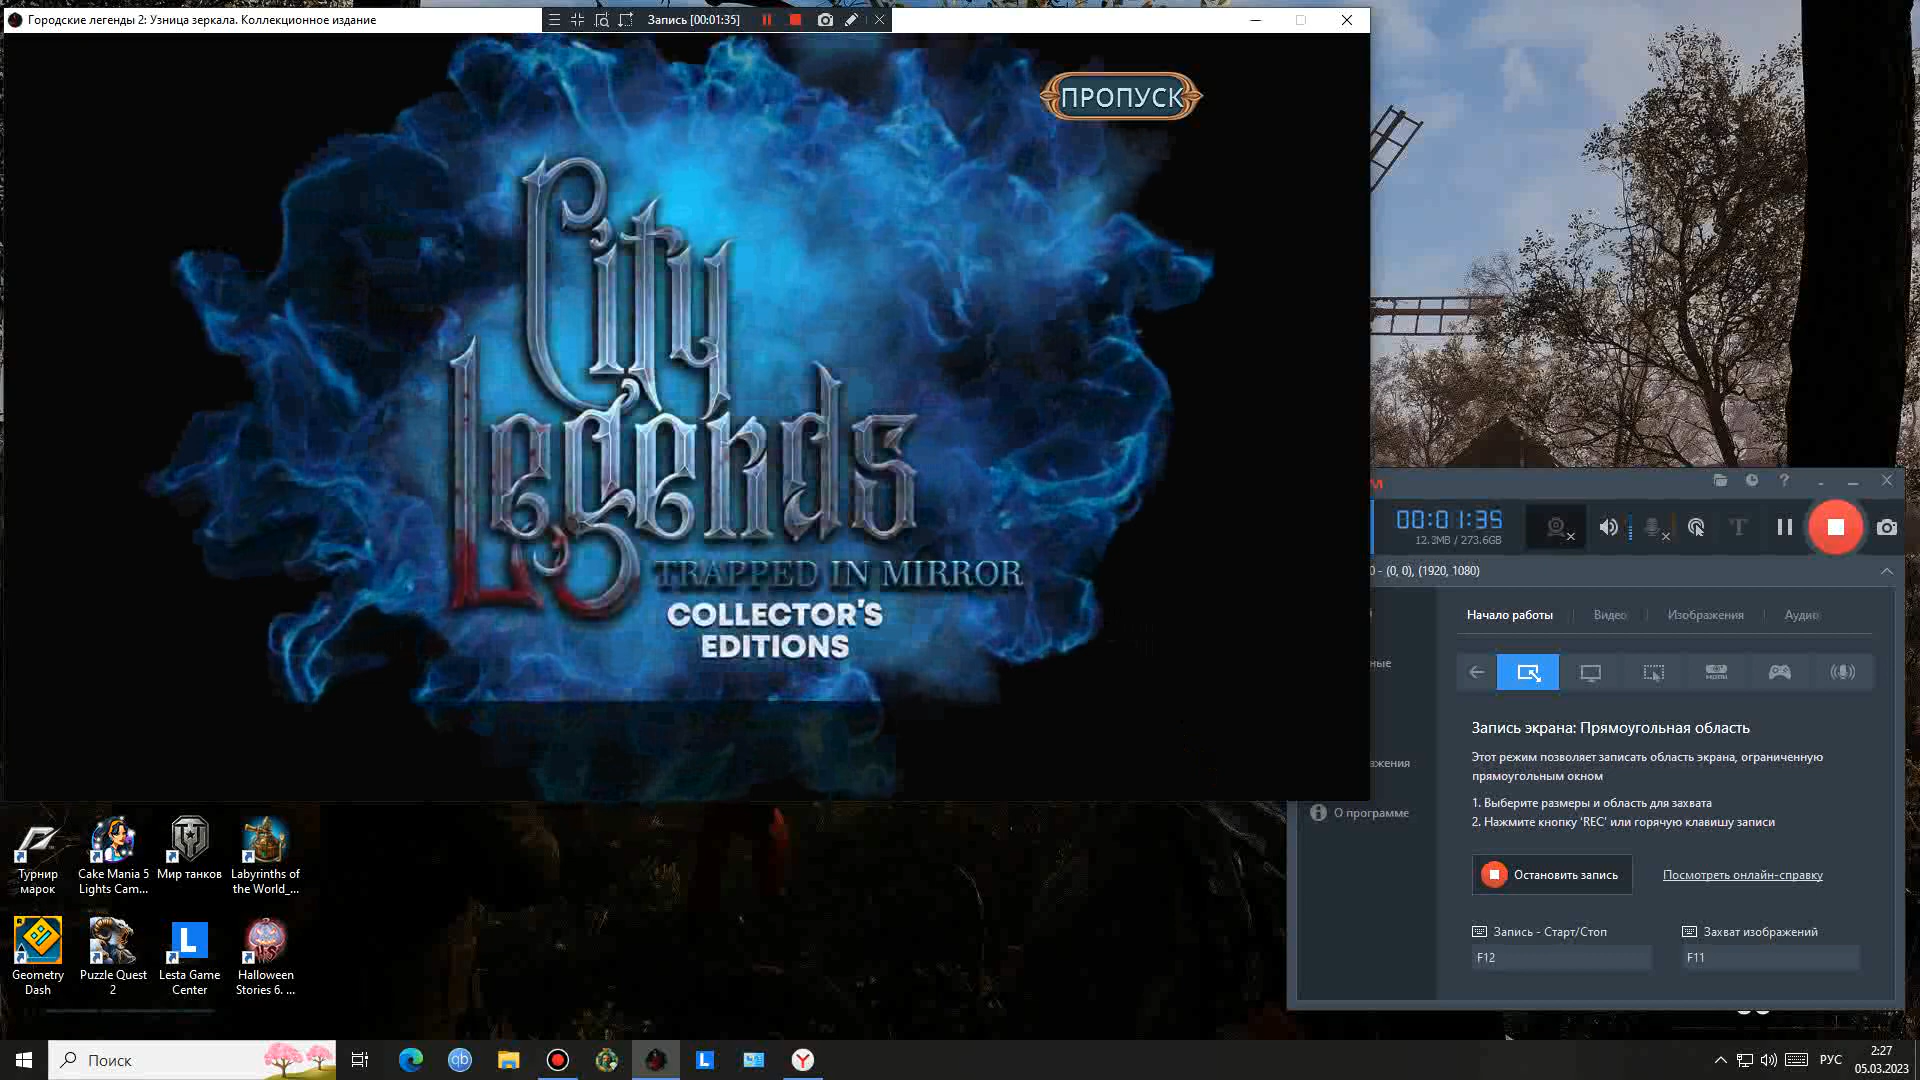 Городские легенды 2: Узница зеркала. Коллекционное издание
Запись [00:01:35]
ПРОПУСК
City
Legends
TRAPPED IN MIRROR
COLLECTOR'S
EDITIONS
00:01:35
12.3MB / 273.6GB
0 - (0, 0), (1920, 1080)
Начало работы
Видео
Изображения
Аудио
Запись экрана: Прямоугольная область
Этот режим позволяет записать область экрана, ограниченную
прямоугольным окном
1. Выберите размеры и область для захвата
2. Нажмите кнопку 'REC' или горячую клавишу записи
О программе
Остановить запись
Посмотреть онлайн-справку
Запись - Старт/Стоп
Захват изображений
F12
F11
Турнир
марок
Cake Mania 5
Lights Cam...
Мир танков
Labyrinths of
the World_...
Geometry
Dash
Puzzle Quest
2
Lesta Game
Center
Halloween
Stories 6. ...
Поиск
РУС
2:27
05.03.2023